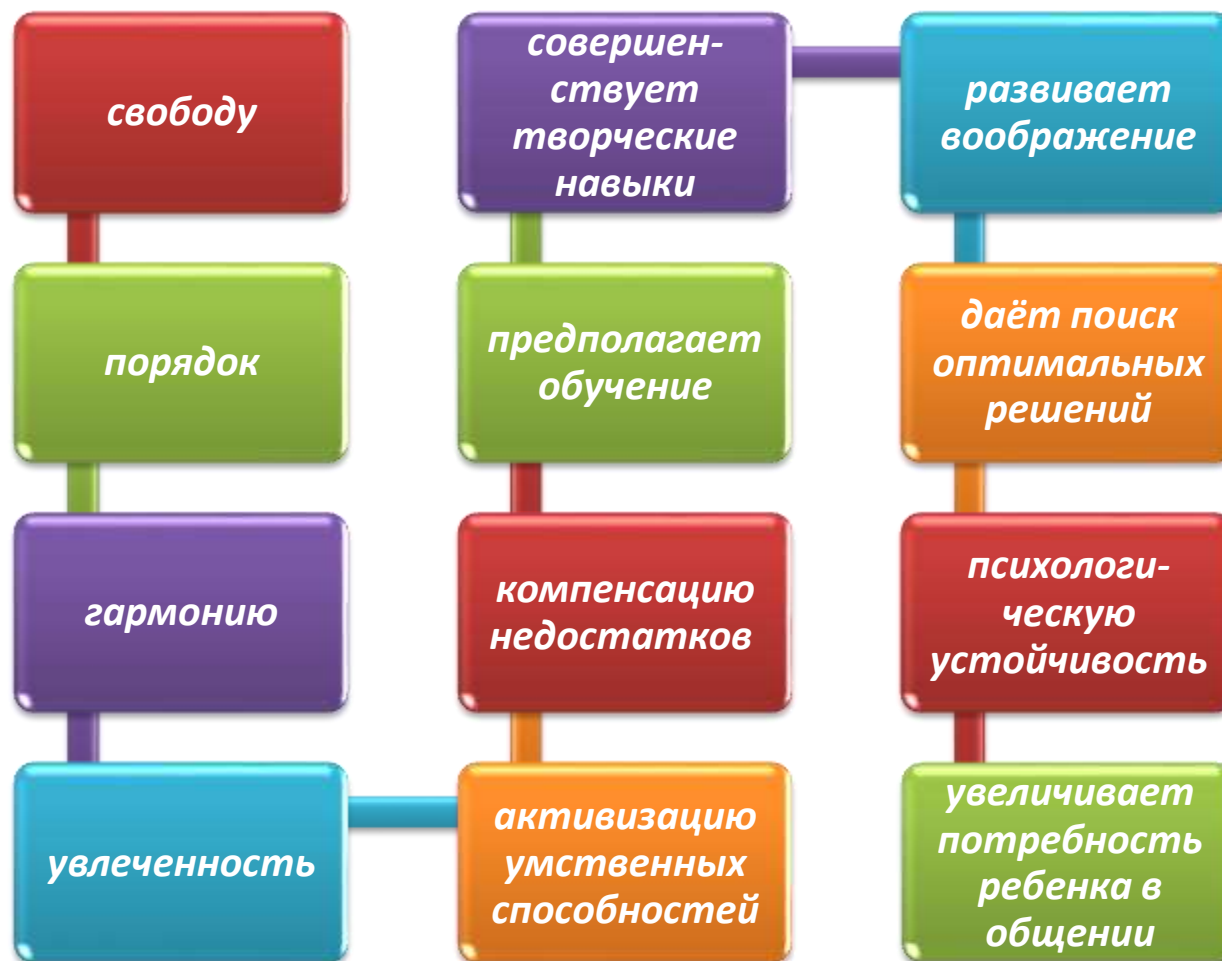 свободу
порядок
гармонию
увлеченность
активизацию
умственных
способностей
компенсацию
недостатков
предполагает
обучение
совершен-
ствует
творческие
навыки
развивает
воображение
даёт поиск
оптимальных
решений
психологи-
ческую
устойчивость
увеличивает
потребность
ребенка в
общении